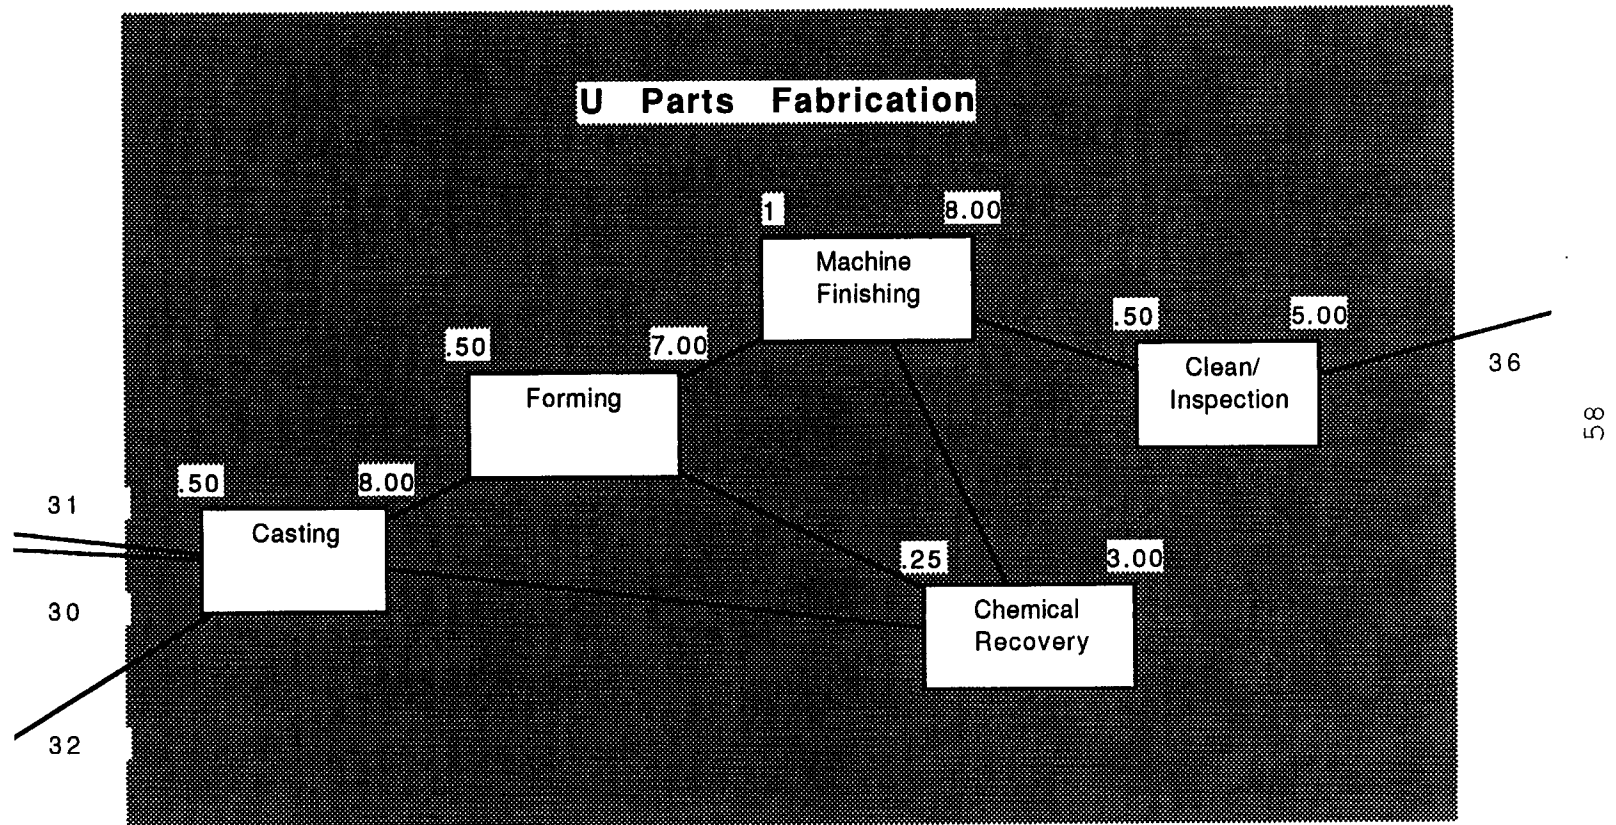 U Parts Fabrication
1
8.00
Machine
Finishing
.50
5.00
Clean/
Inspection
36
.50
7.00
Forming
.50
8.00
Casting
31
30
32
.25
3.00
Chemical
Recovery
58